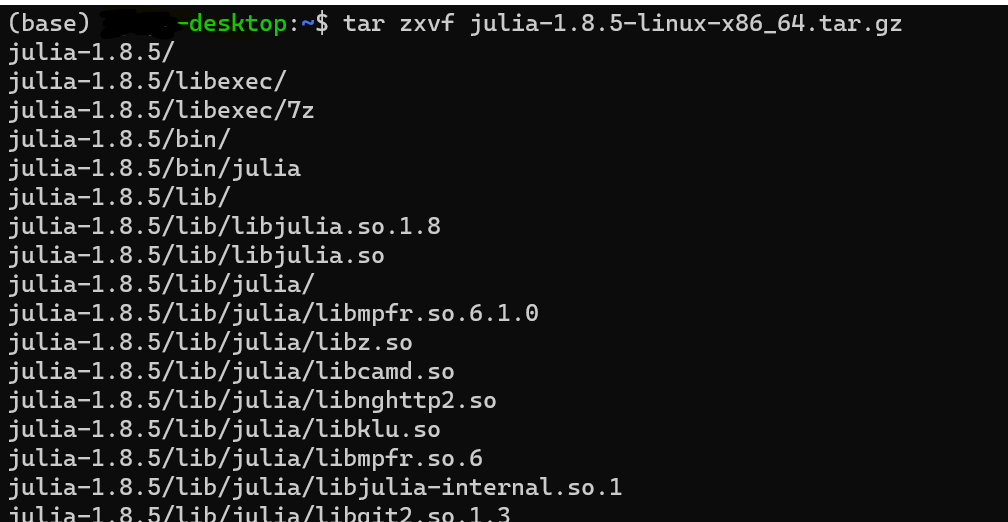 (base) -desktop:~$ tar zxvf julia-1.8.5-linux-x86_64.tar.gz
julia-1.8.5/
julia-1.8.5/libexec/
julia-1.8.5/libexec/7z
julia-1.8.5/bin/
julia-1.8.5/bin/julia
julia-1.8.5/lib/
julia-1.8.5/lib/libjulia.so.1.8
julia-1.8.5/lib/libjulia.so
julia-1.8.5/lib/julia/
julia-1.8.5/lib/julia/libmpfr.so.6.1.0
julia-1.8.5/lib/julia/libz.so
julia-1.8.5/lib/julia/libcamd.so
julia-1.8.5/lib/julia/libnghttp2.so
julia-1.8.5/lib/julia/libklu.so
julia-1.8.5/lib/julia/libmpfr.so.6
julia-1.8.5/lib/julia/libjulia-internal.so.1
julia-1.8.5/lib/julia/libgit2.so.1.3